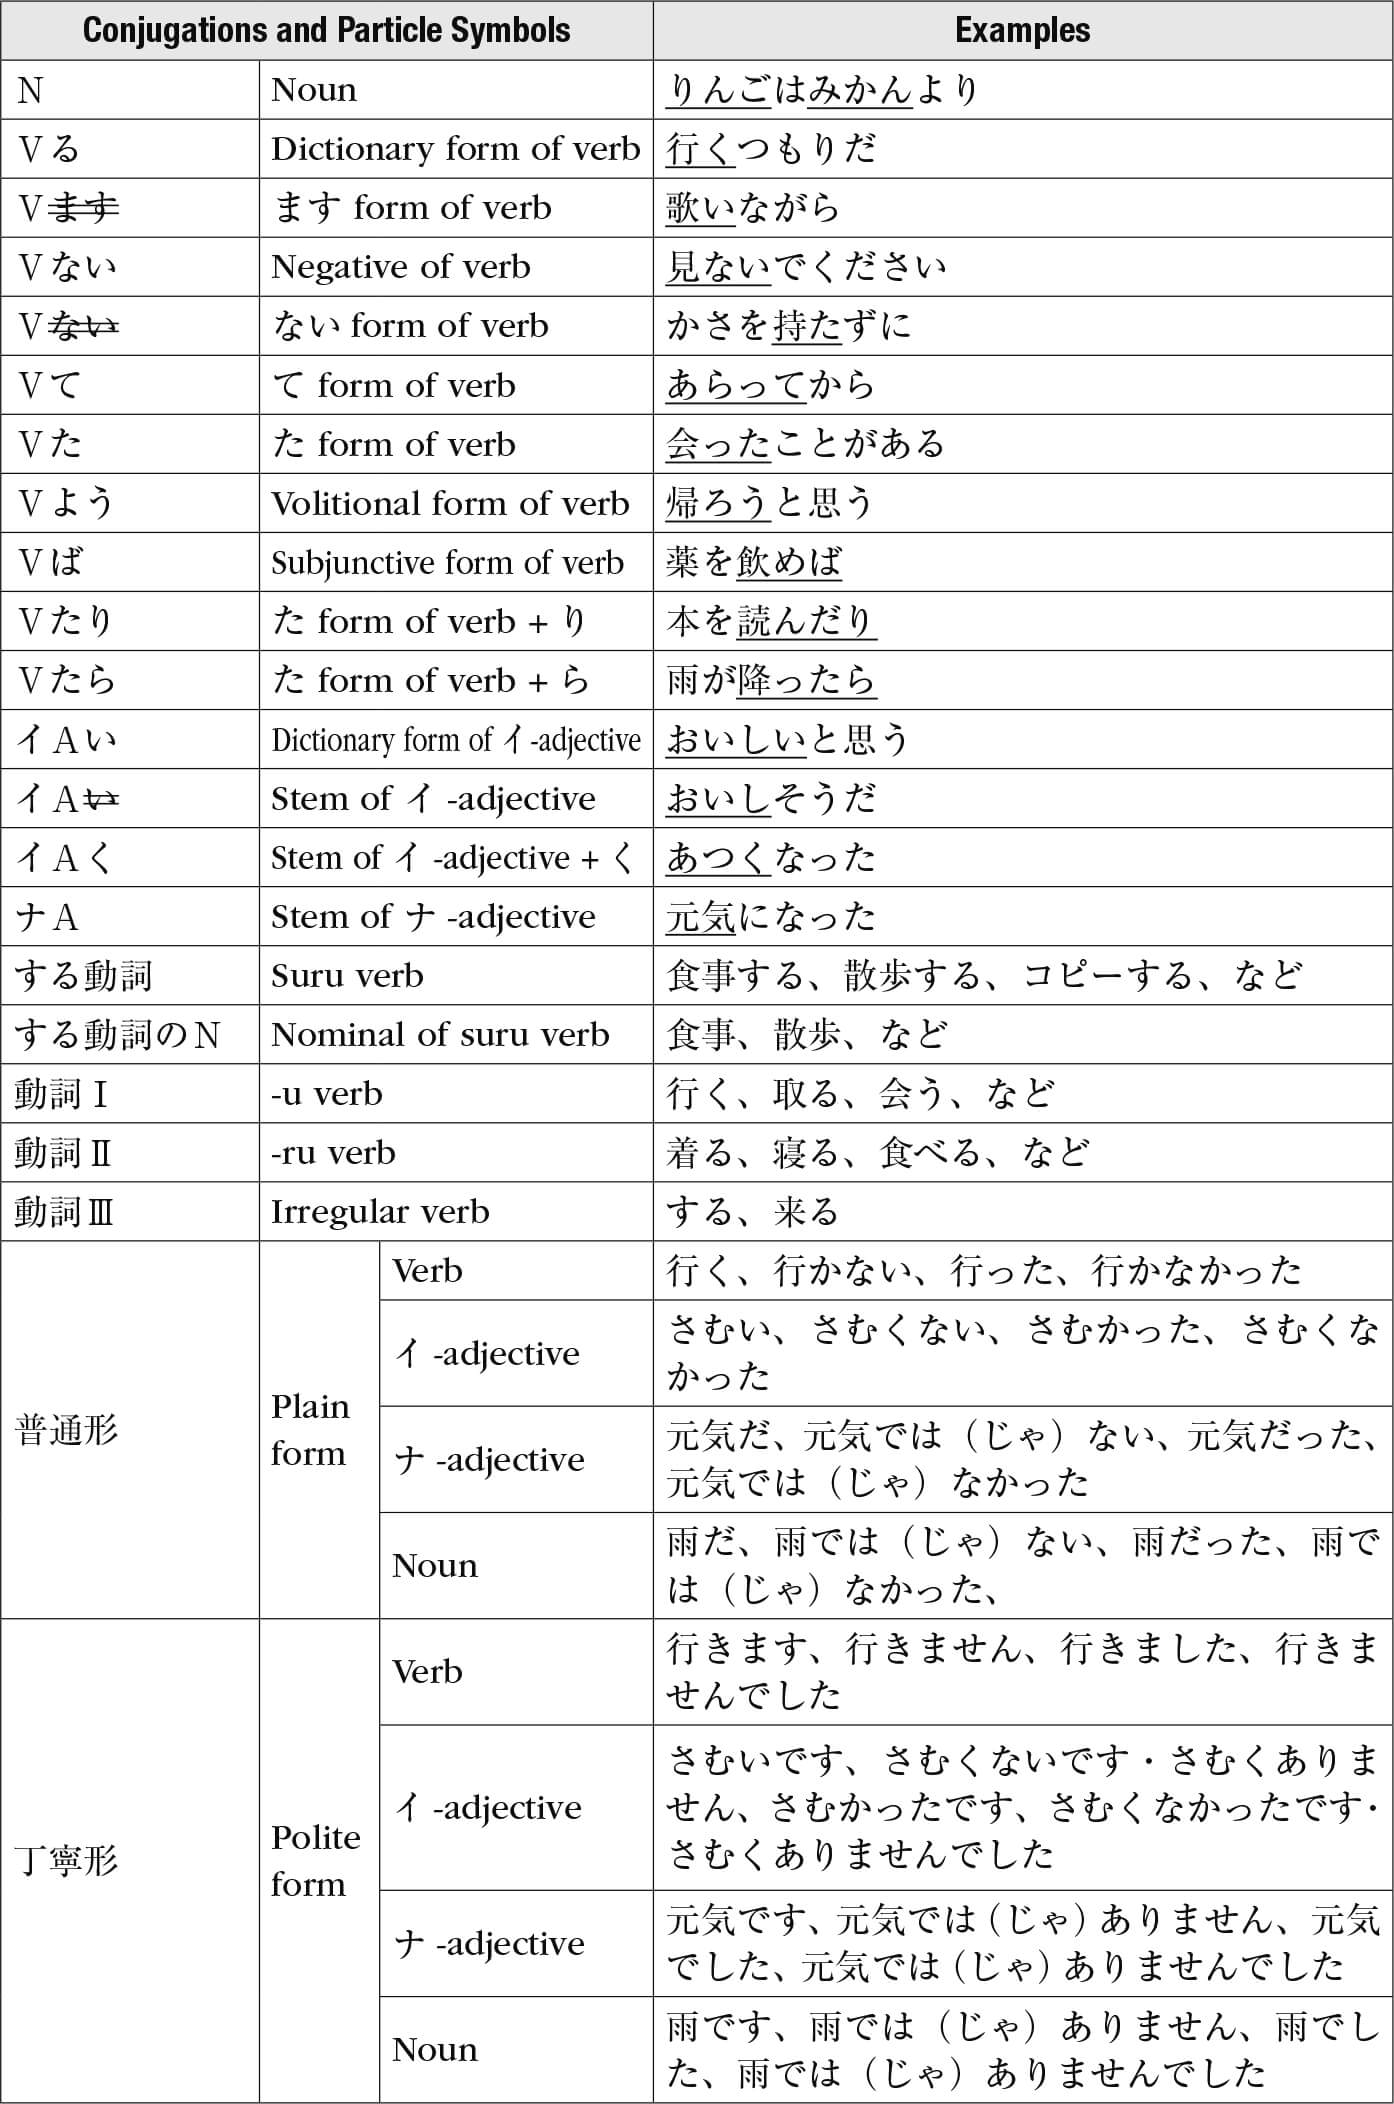 Conjugations and Particle Symbols Examples
N Noun りんごはみかんより
Vる Dictionary form of verb 行くつもりだ
Vます ます form of verb 歌いながら
Vない Negative of verb 見ないでください
Vない ない form of verb かさを持たずに
Vて て form of verb あらってから
Vた た form of verb 会ったことがある
Vよう Volitional form of verb 帰ろうと思う
Vば Subjunctive form of verb 薬を飲めば
Vたり た form of verb + り 本を読んだり
Vたら た form of verb + ら 雨が降ったら
イAい Dictionary form of イ-adjective おいしいと思う
イAい Stem of イ-adjective おいしそうだ
イAく Stem of イ-adjective + く あつくなった
ナA Stem of ナ-adjective 元気になった
する動詞 Suru verb 食事する、散歩する、コピーする、など
する動詞のN Nominal of suru verb 食事、散歩、など
動詞Ⅰ -u verb 行く、取る、会う、など
動詞Ⅱ -ru verb 着る、寝る、食べる、など
動詞Ⅲ Irregular verb する、来る
普通形
Plain
form
Verb 行く、行かない、行った、行かなかった
イ-adjective
さむい、さむくない、さむかった、さむくな
かった
ナ-adjective
元気だ、元気では（じゃ）ない、元気だった、
元気では（じゃ）なかった
Noun
雨だ、雨では（じゃ）ない、雨だった、雨で
は（じゃ）なかった、
丁寧形
Polite
form
Verb
行きます、行きません、行きました、行きま
せんでした
イ-adjective
さむいです、さむくないです・さむくありま
せん、さむかったです、さむくなかったです・
さむくありませんでした
ナ-adjective
元気です、元気では（じゃ）ありません、元気
でした、元気では（じゃ）ありませんでした
Noun
雨です、雨では（じゃ）ありません、雨でし
た、雨では（じゃ）ありませんでした